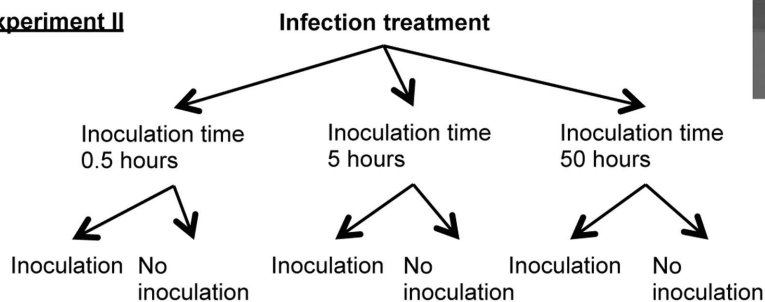 xperiment II
Infection treatment
Inoculation time
0.5 hours
Inoculation time
5 hours
Inoculation time
50 hours
Inoculation
No
inoculation
Inoculation
No
inoculation
Inoculation
No
inoculation